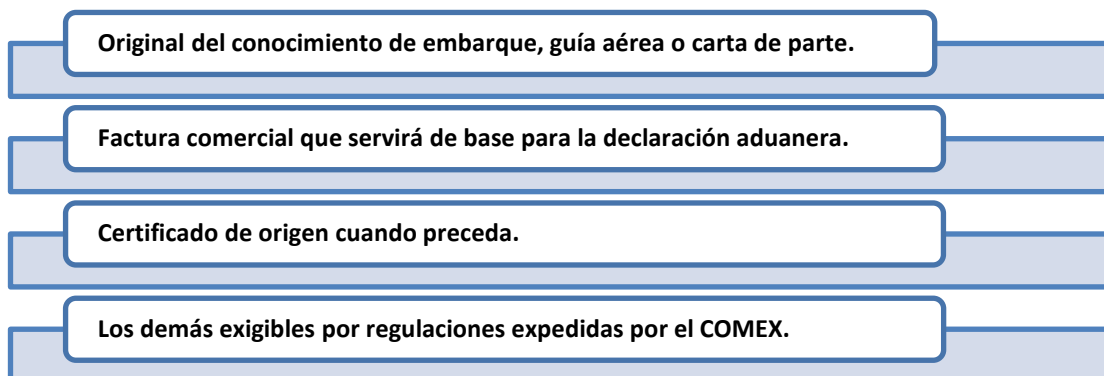 Original del conocimiento de embarque, guía aérea o carta de parte.
Factura comercial que servirá de base para la declaración aduanera.
Certificado de origen cuando preceda.
Los demás exigibles por regulaciones expedidas por el COMEX.